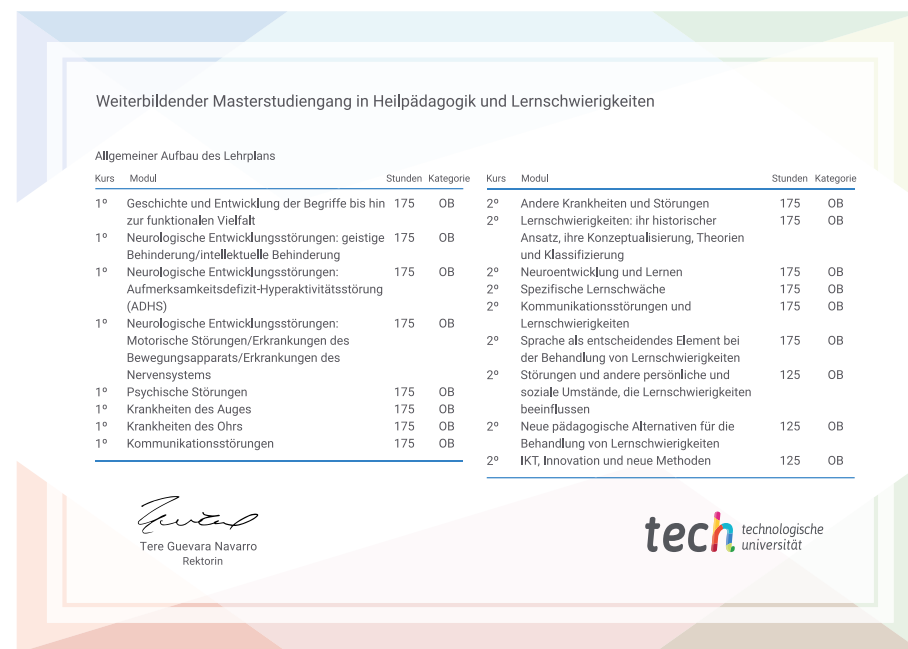 Weiterbildender Masterstudiengang in Heilpädagogik und Lernschwierigkeiten
Allgemeiner Aufbau des Lehrplans
Kurs Modul Stunden Kategorie
1º Geschichte und Entwicklung der Begriffe bis hin 175 OB
zur funktionalen Vielfalt
1º Neurologische Entwicklungsstörungen: geistige 175 OB
Behinderung/intellektuelle Behinderung
1º Neurologische Entwicklungsstörungen: 175 OB
Aufmerksamkeitsdefizit-Hyperaktivitätsstörung
(ADHS)
1º Neurologische Entwicklungsstörungen: 175 OB
Motorische Störungen/Erkrankungen des
Bewegungsapparats/Erkrankungen des
Nervensystems
1º Psychische Störungen 175 OB
1º Krankheiten des Auges 175 OB
1º Krankheiten des Ohrs 175 OB
1º Kommunikationsstörungen 175 OB
Kurs Modul Stunden Kategorie
2º Andere Krankheiten und Störungen 175 OB
2º Lernschwierigkeiten: ihr historischer 175 OB
Ansatz, ihre Konzeptualisierung, Theorien
und Klassifizierung
2º Neuroentwicklung und Lernen 175 OB
2º Spezifische Lernschwäche 175 OB
2º Kommunikationsstörungen und 175 OB
Lernschwierigkeiten
2º Sprache als entscheidendes Element bei 175 OB
der Behandlung von Lernschwierigkeiten
2º Störungen und andere persönliche und 125 OB
soziale Umstände, die Lernschwierigkeiten
beeinflussen
2º Neue pädagogische Alternativen für die 125 OB
Behandlung von Lernschwierigkeiten
2º IKT, Innovation und neue Methoden 125 OB
Tere Guevara Navarro
Rektorin
tech technologische
universität